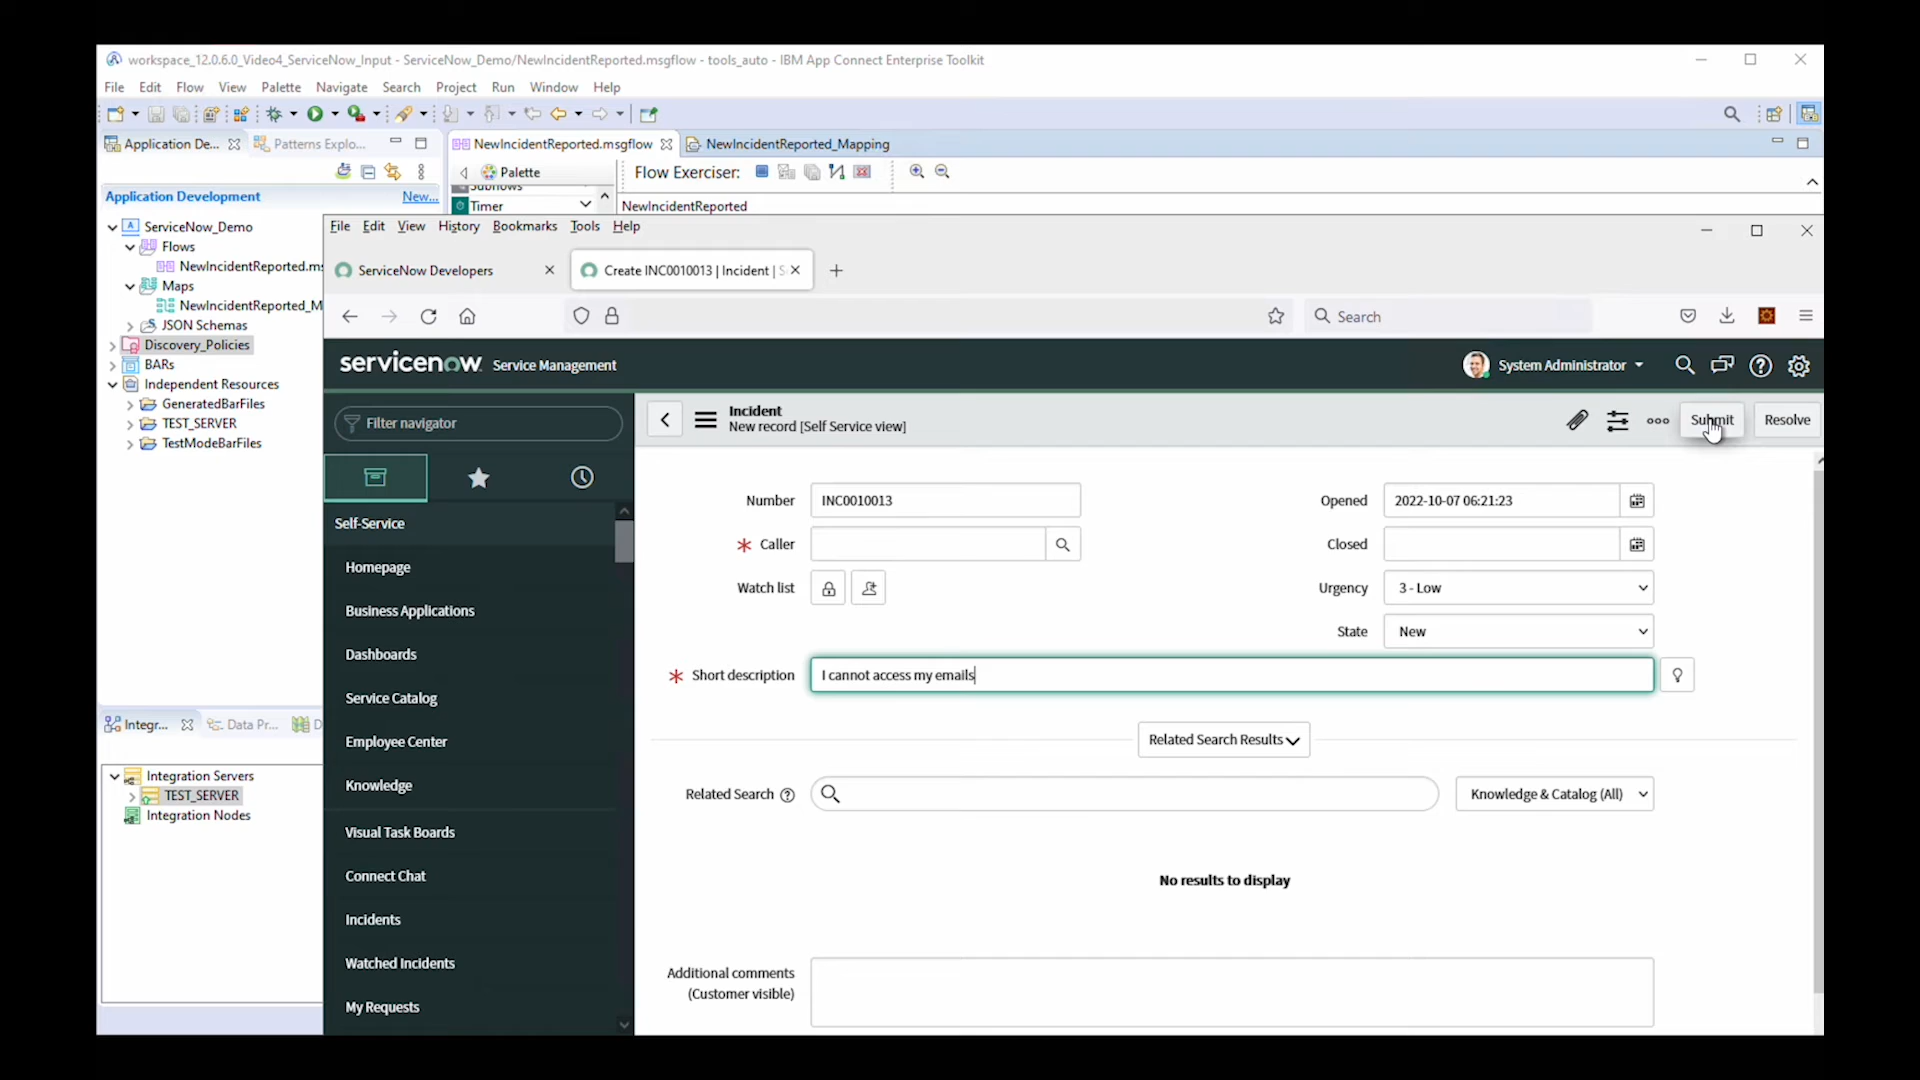 workspace_12.0.6.0_Video4_ServiceNow_Input - ServiceNow_Demo/NewIncidentReported.msgflow - tools_auto - IBM App Connect Enterprise Toolkit
File Edit Flow View Palette Navigate Search Project Run Window Help
Application De... Patterns Explo... NewIncidentReported.msgflow NewIncidentReported_Mapping
Palette Flow Exerciser:
Subflows
Application Development New...
Timer NewIncidentReported
ServiceNow_Demo
Flows
NewIncidentReported.ms
Maps
NewIncidentReported_M
JSON Schemas
Discovery_Policies
BARs
Independent Resources
GeneratedBarFiles
TEST_SERVER
TestModeBarFiles
Integr... Data Pr... D
Integration Servers
TEST_SERVER
Integration Nodes
File Edit View History Bookmarks Tools Help
ServiceNow Developers Create INC0010013 | Incident | S
Search
servicenow Service Management System Administrator
Filter navigator
Self-Service
Homepage
Business Applications
Dashboards
Service Catalog
Employee Center
Knowledge
Visual Task Boards
Connect Chat
Incidents
Watched Incidents
My Requests
Incident
New record [Self Service view]
Submit Resolve
Number INC0010013 Opened 2022-10-07 06:21:23
Caller Closed
Watch list Urgency 3 - Low
State New
Short description I cannot access my emails
Related Search Results
Related Search Knowledge & Catalog (All)
No results to display
Additional comments
(Customer visible)